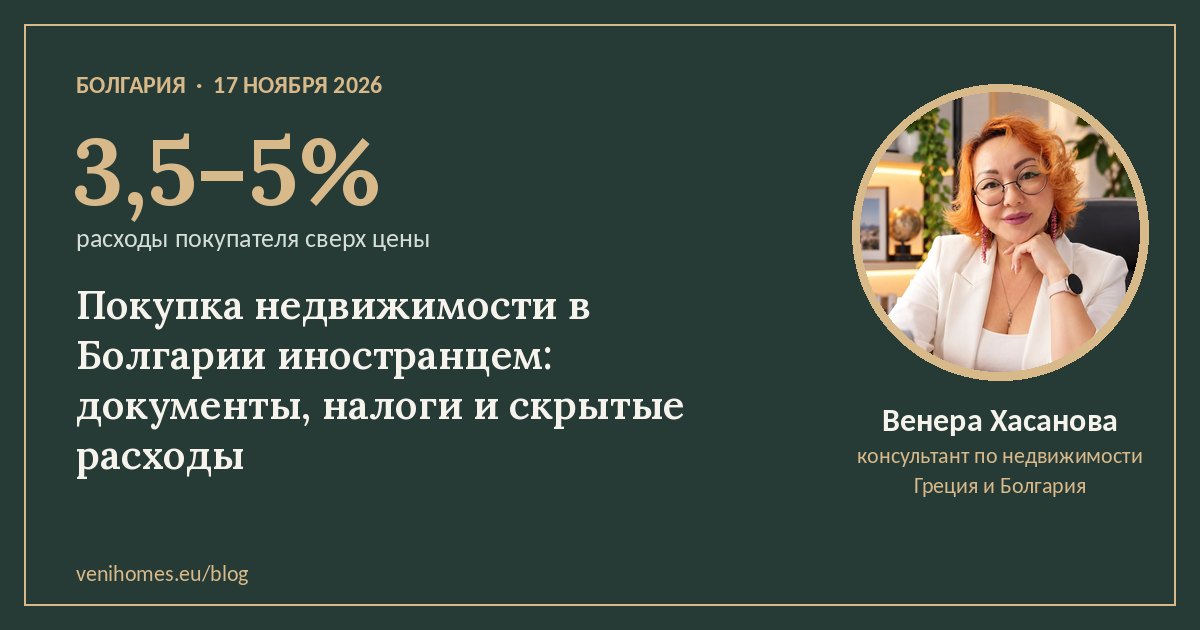 БОЛГАРИЯ · 17 НОЯБРЯ 2026
3,5–5%
расходы покупателя сверх цены
Покупка недвижимости в
Болгарии иностранцем:
документы, налоги и скрытые
расходы
venihomes.eu/blog
Венера Хасанова
консультант по недвижимости
Греция и Болгария